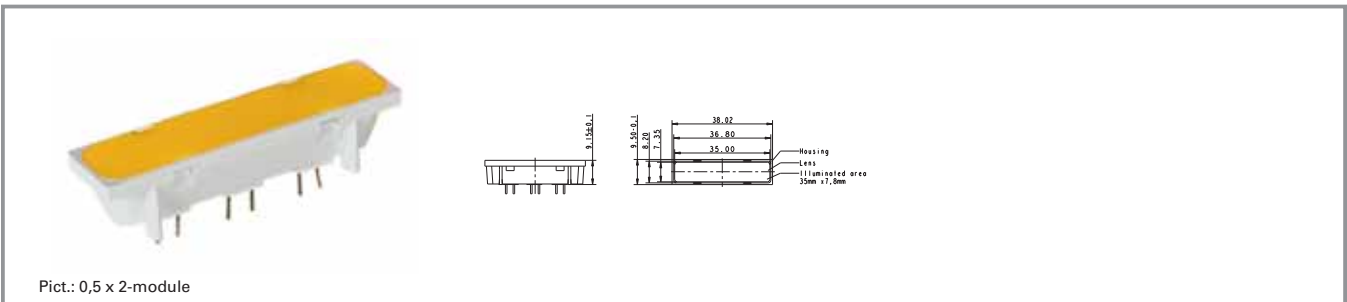 38.02
36.80
35.00
9.15±0,1
9.50-0,1
8.20
7.35
Housing
Lens
Illuminated area
35mm x7,8mm
Pict.: 0,5 x 2-module